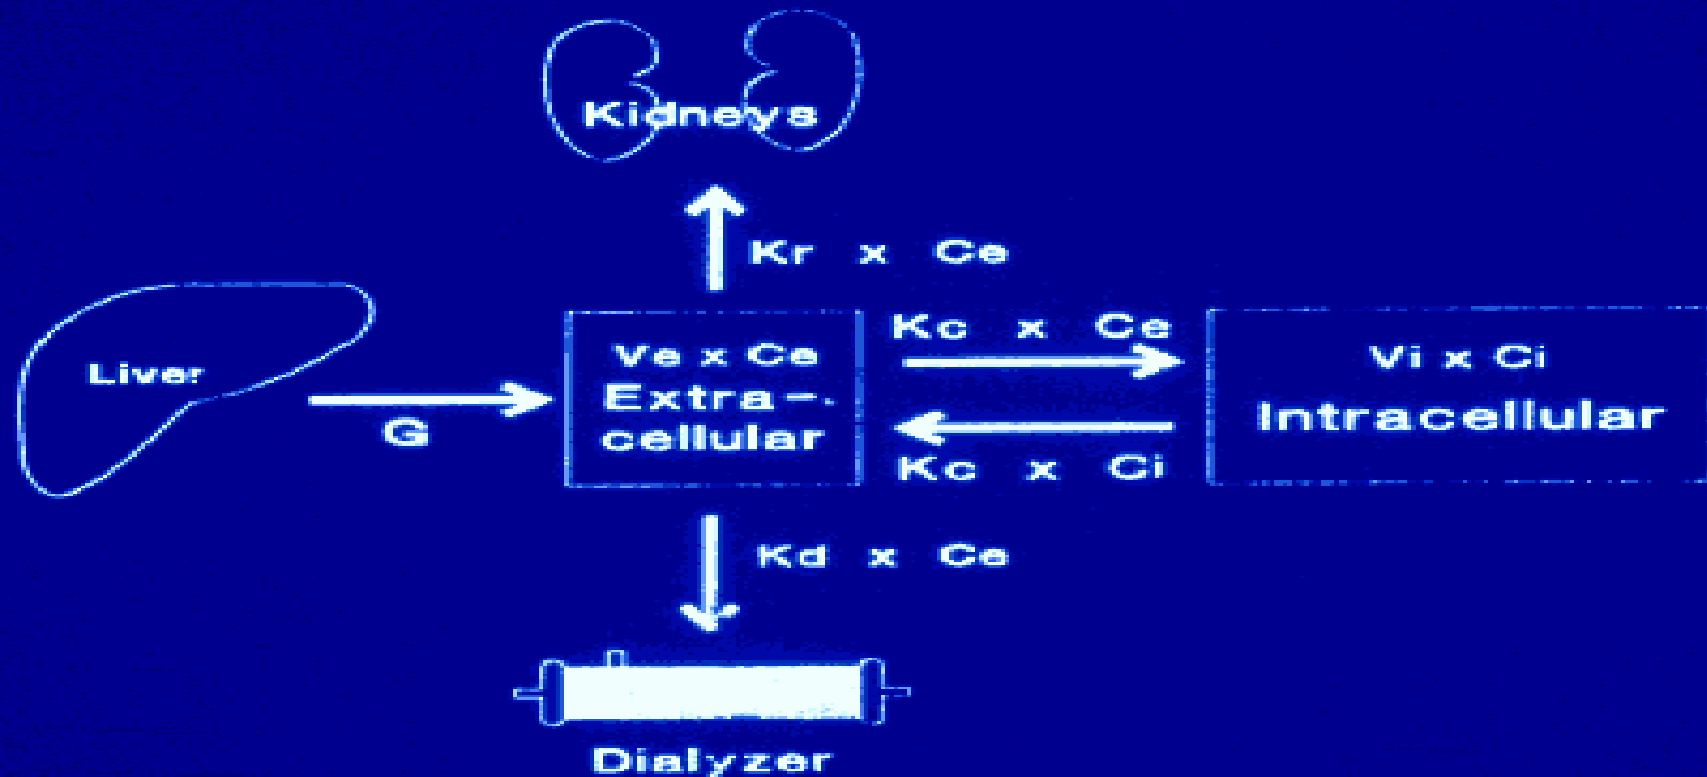 Kidneys
Kr x Ce
Liver
G
Ve x Ce
Extra-
cellular
Kc x Ce
Kc x Ci
Vi x Ci
Intracellular
Kd x Ce
Dialyzer